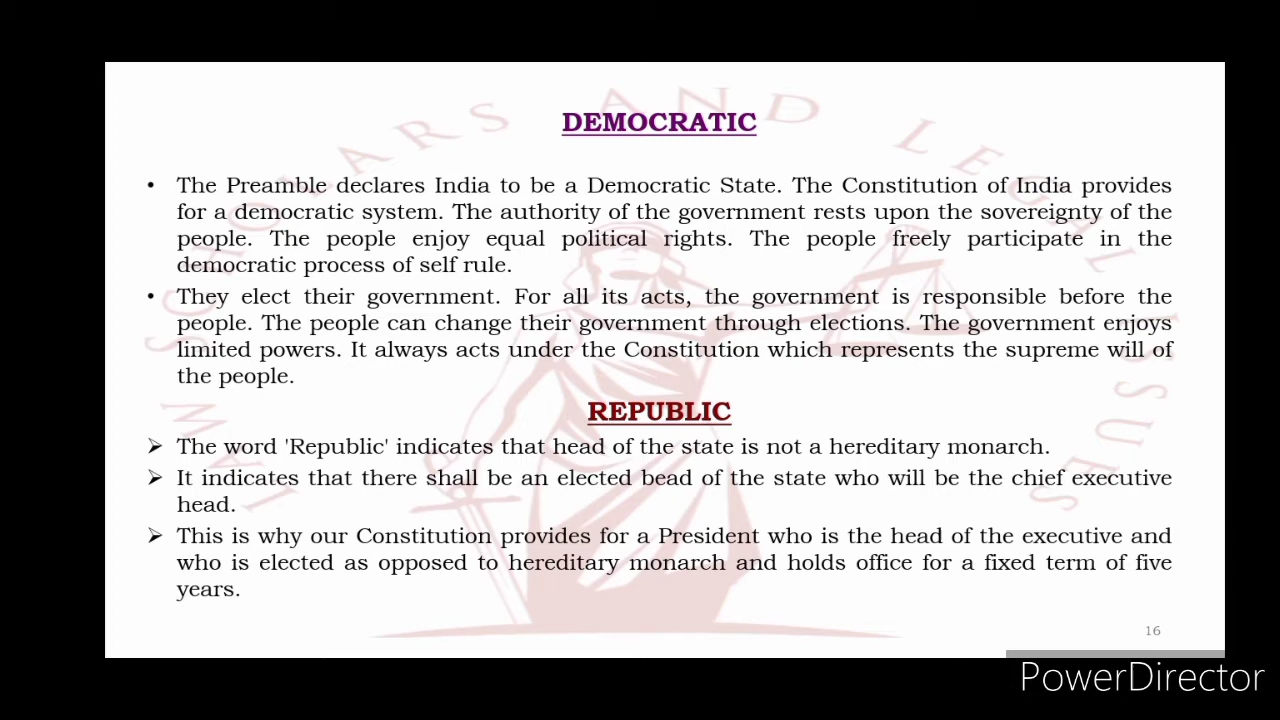 DEMOCRATIC
• The Preamble declares India to be a Democratic State. The Constitution of India provides
for a democratic system. The authority of the government rests upon the sovereignty of the
people. The people enjoy equal political rights. The people freely participate in the
democratic process of self rule.
• They elect their government. For all its acts, the government is responsible before the
people. The people can change their government through elections. The government enjoys
limited powers. It always acts under the Constitution which represents the supreme will of
the people.
REPUBLIC
➢ The word 'Republic' indicates that head of the state is not a hereditary monarch.
➢ It indicates that there shall be an elected bead of the state who will be the chief executive
head.
➢ This is why our Constitution provides for a President who is the head of the executive and
who is elected as opposed to hereditary monarch and holds office for a fixed term of five
years.
16
LAWMSCHOLARS AND LEGAL ISSUES
PowerDirector